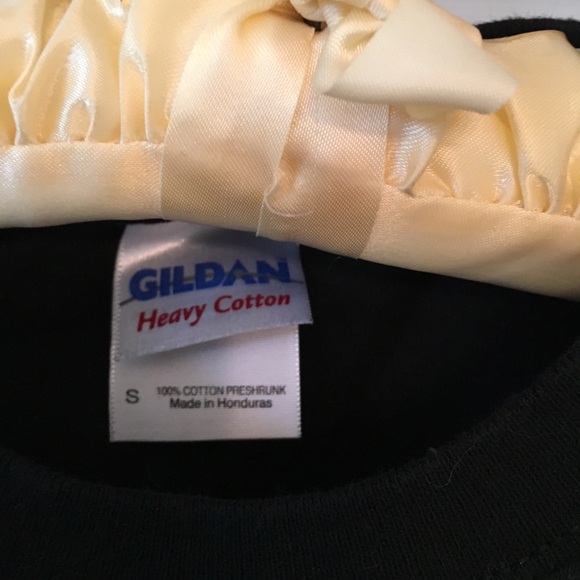 GILDAN
Heavy Cotton
S 100% COTTON PRESHRUNK
Made in Honduras